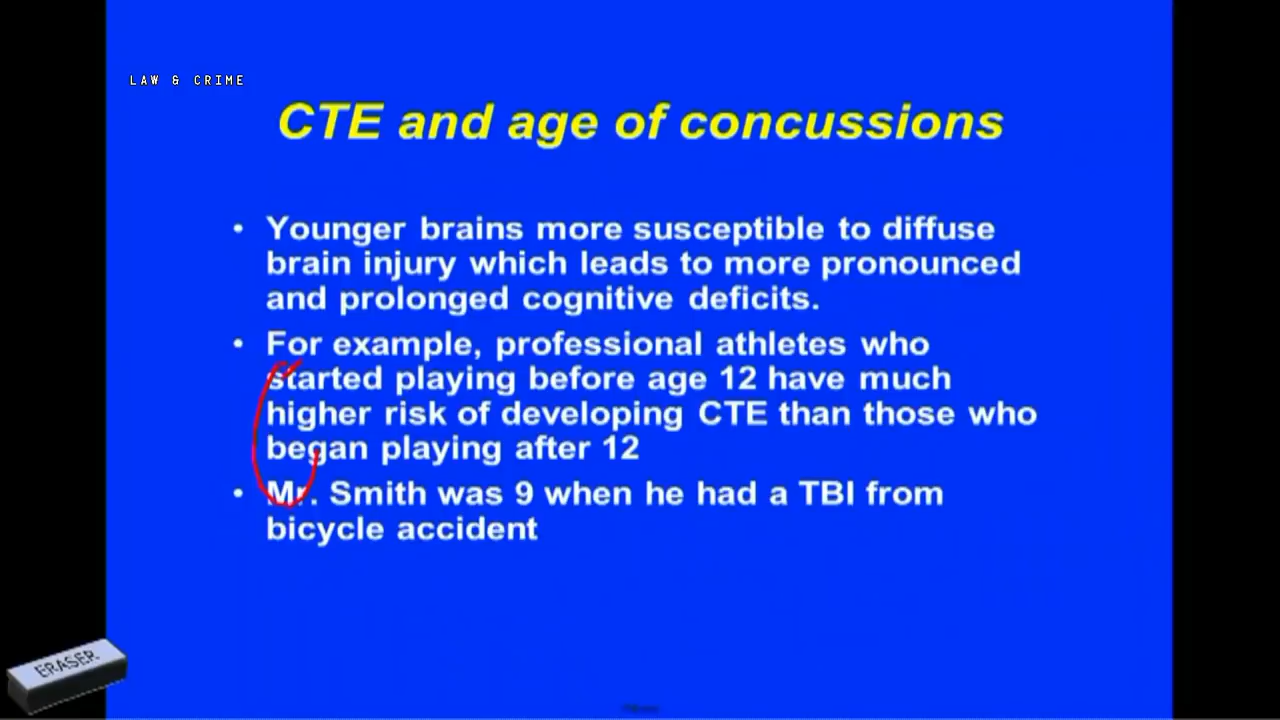 LAW & CRIME
CTE and age of concussions
• Younger brains more susceptible to diffuse
brain injury which leads to more pronounced
and prolonged cognitive deficits.
• For example, professional athletes who
started playing before age 12 have much
higher risk of developing CTE than those who
began playing after 12
• Mr. Smith was 9 when he had a TBI from
bicycle accident
ERASER